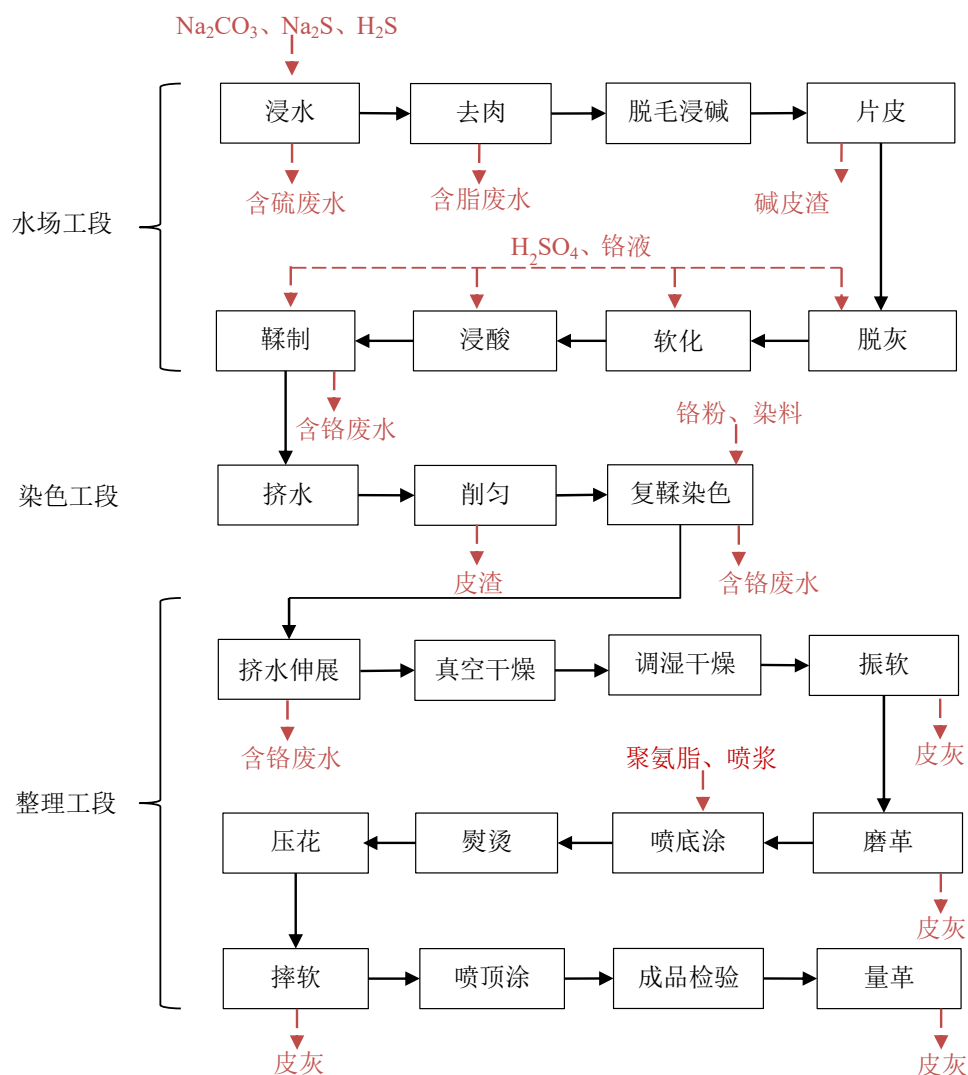 Na₂CO₃、Na₂S、H₂S
浸水
去肉
脱毛浸碱
片皮
含硫废水
含脂废水
碱皮渣
水场工段
H₂SO₄、铬液
鞣制
浸酸
软化
脱灰
含铬废水
铬粉、染料
染色工段
挤水
削匀
复鞣染色
皮渣
含铬废水
挤水伸展
真空干燥
调湿干燥
振软
含铬废水
聚氨脂、喷浆
皮灰
整理工段
压花
熨烫
喷底涂
磨革
皮灰
摔软
喷顶涂
成品检验
量革
皮灰
皮灰